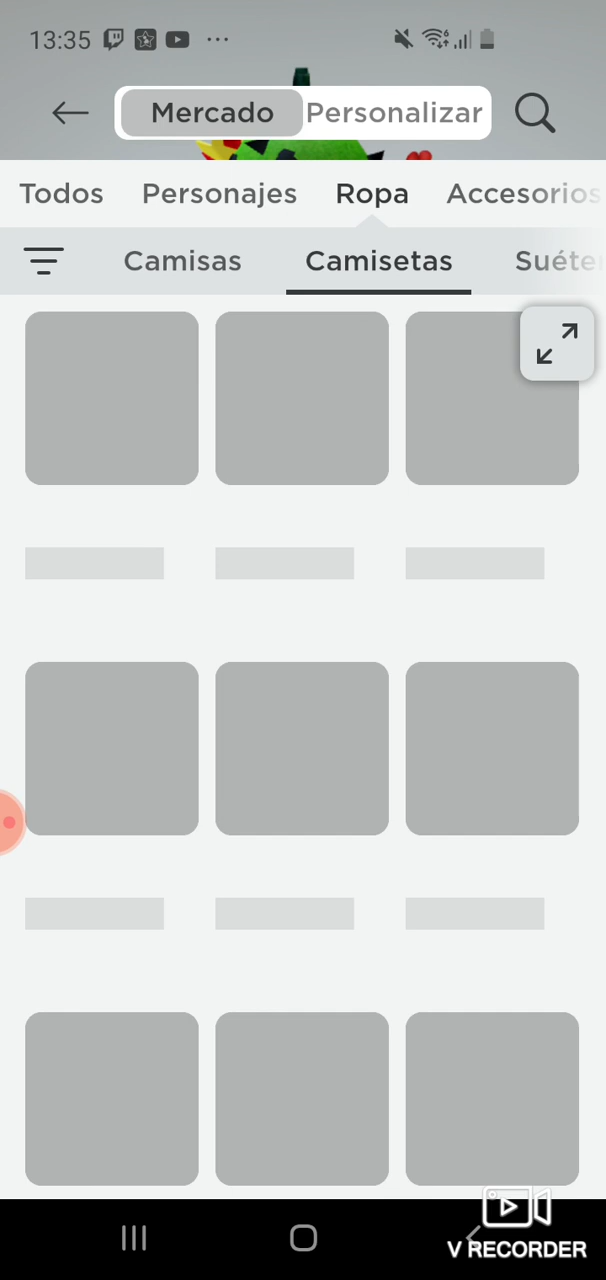 13:35
Mercado Personalizar
Todos Personajes Ropa Accesorios
Camisas Camisetas Suéte
V RECORDER